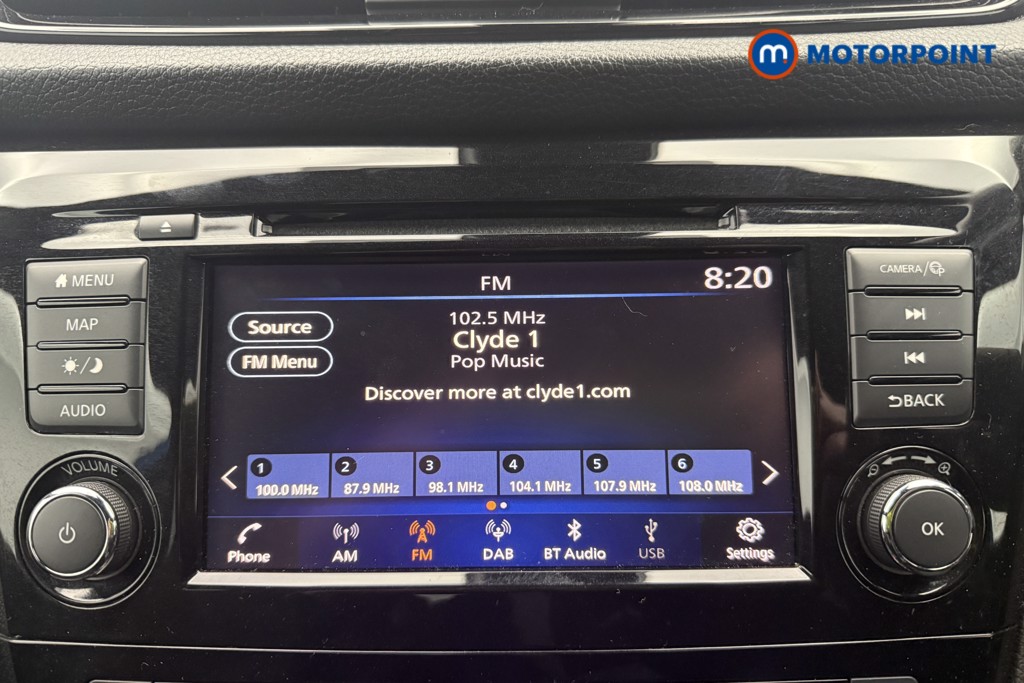 m MOTORPOINT
MENU
MAP
AUDIO
VOLUME
FM 8:20
Source
FM Menu
102.5 MHz
Clyde 1
Pop Music
Discover more at clyde1.com
1 2 3 4 5 6
100.0 MHz 87.9 MHz 98.1 MHz 104.1 MHz 107.9 MHz 108.0 MHz
Phone AM FM DAB BT Audio USB Settings
CAMERA/
BACK
OK